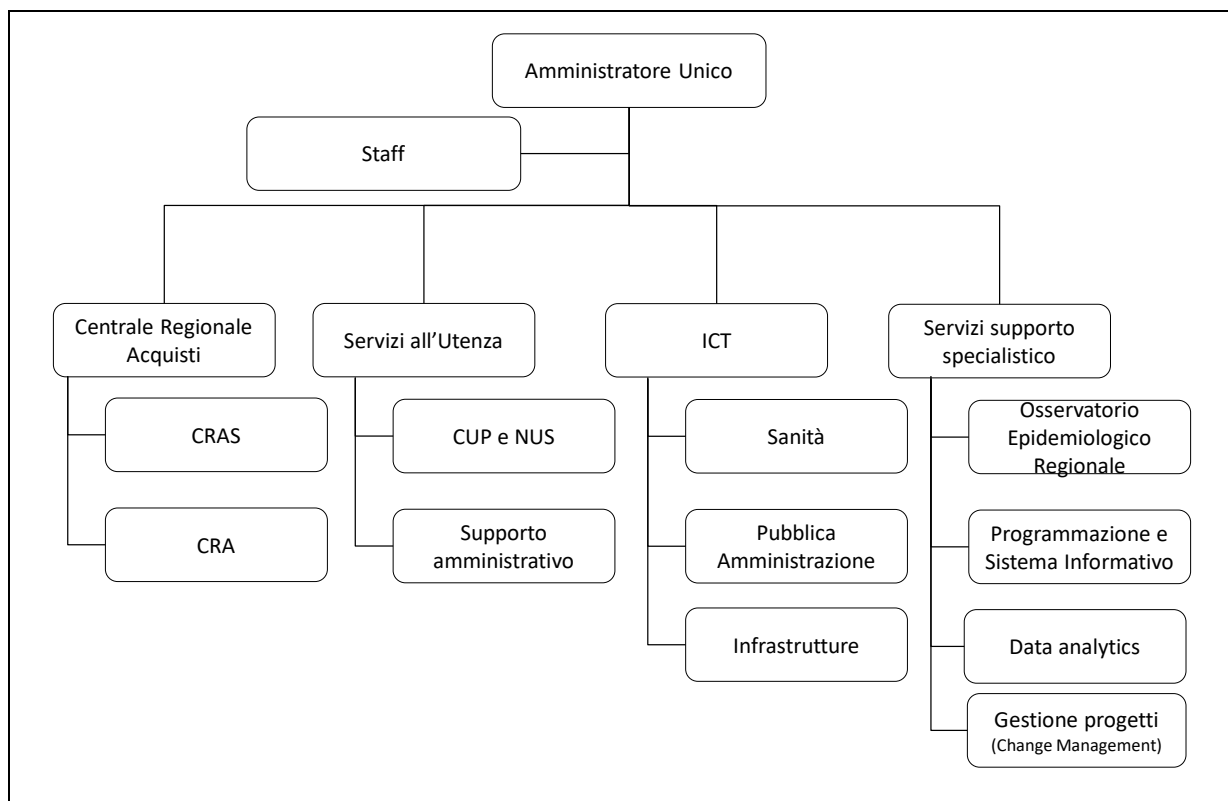 Amministratore Unico
Staff
Centrale Regionale
Acquisti
CRAS
CRA
Servizi all’Utenza
CUP e NUS
Supporto
amministrativo
ICT
Sanità
Pubblica
Amministrazione
Infrastrutture
Servizi supporto
specialistico
Osservatorio
Epidemiologico
Regionale
Programmazione e
Sistema Informativo
Data analytics
Gestione progetti
(Change Management)